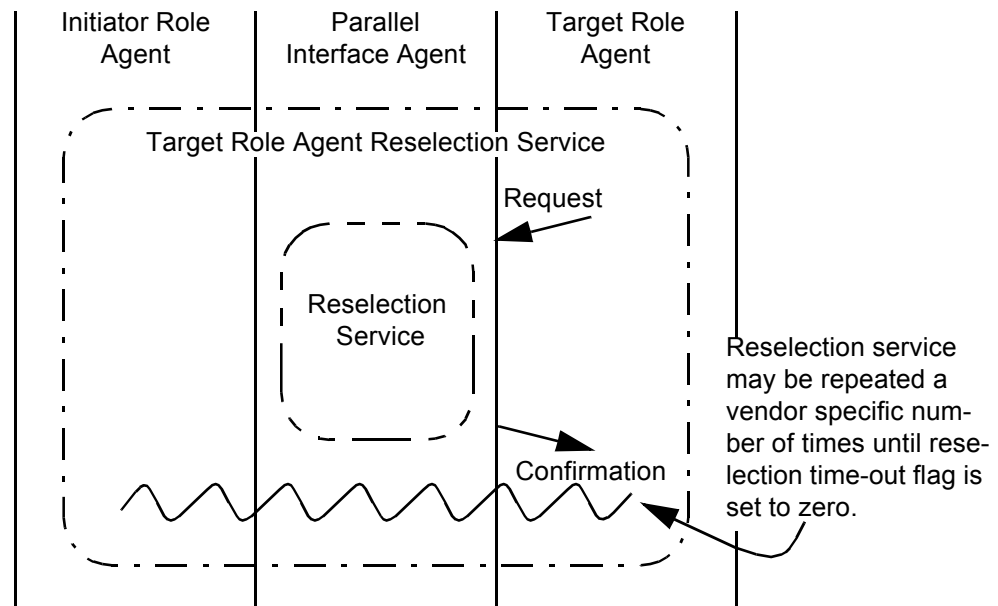 Initiator Role
Agent
Parallel
Interface Agent
Target Role
Agent
Target Role Agent Reselection Service
Request
Reselection
Service
Confirmation
Reselection service
may be repeated a
vendor specific num-
ber of times until rese-
lection time-out flag is
set to zero.